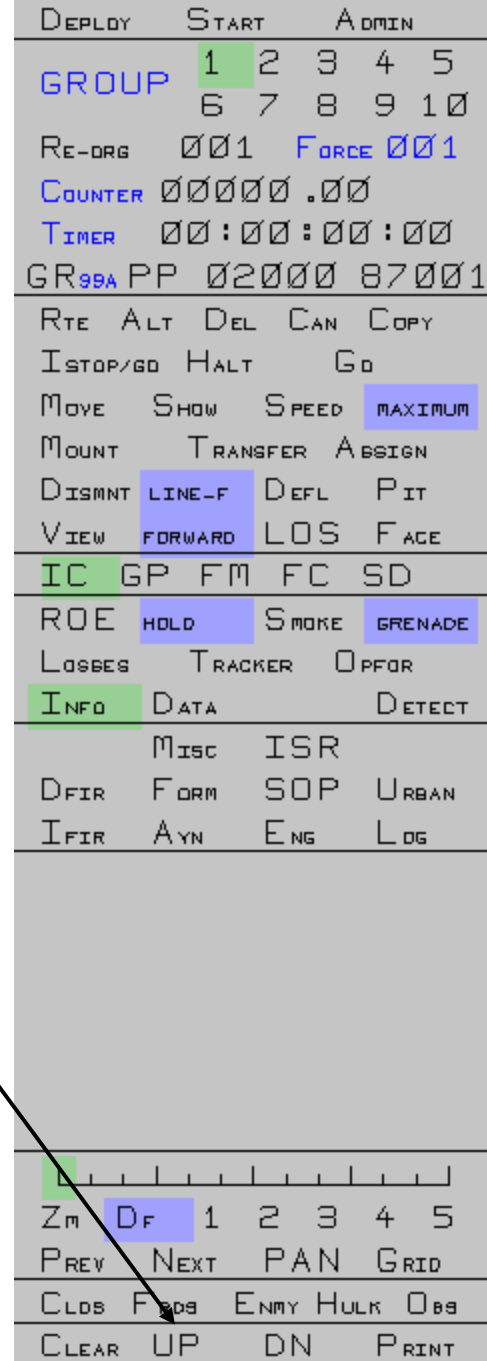 DEPLOY START ADMIN
GROUP 1 2 3 4 5
6 7 8 9 10
RE-ORG 001 FORCE 001
COUNTER 00000.00
TIMER 00:00:00:00
GR99A PP 02000 87001
RTE ALT DEL CAN COPY
ISTOP/GO HALT GO
MOVE SHOW SPEED MAXIMUM
MOUNT TRANSFER ASSIGN
DISMNT LINE-F DEFL PIT
VIEW FORWARD LOS FACE
IC GP FM FC SD
ROE HOLD SMOKE GRENADE
LOSSES TRACKER OPFOR
INFO DATA DETECT
MISC ISR
DFIR FORM SOP URBAN
IFIR AVN ENG LOG
ZM DF 1 2 3 4 5
PREV NEXT PAN GRID
CLDS FRDS ENMY HULK OBS
CLEAR UP DN PRINT